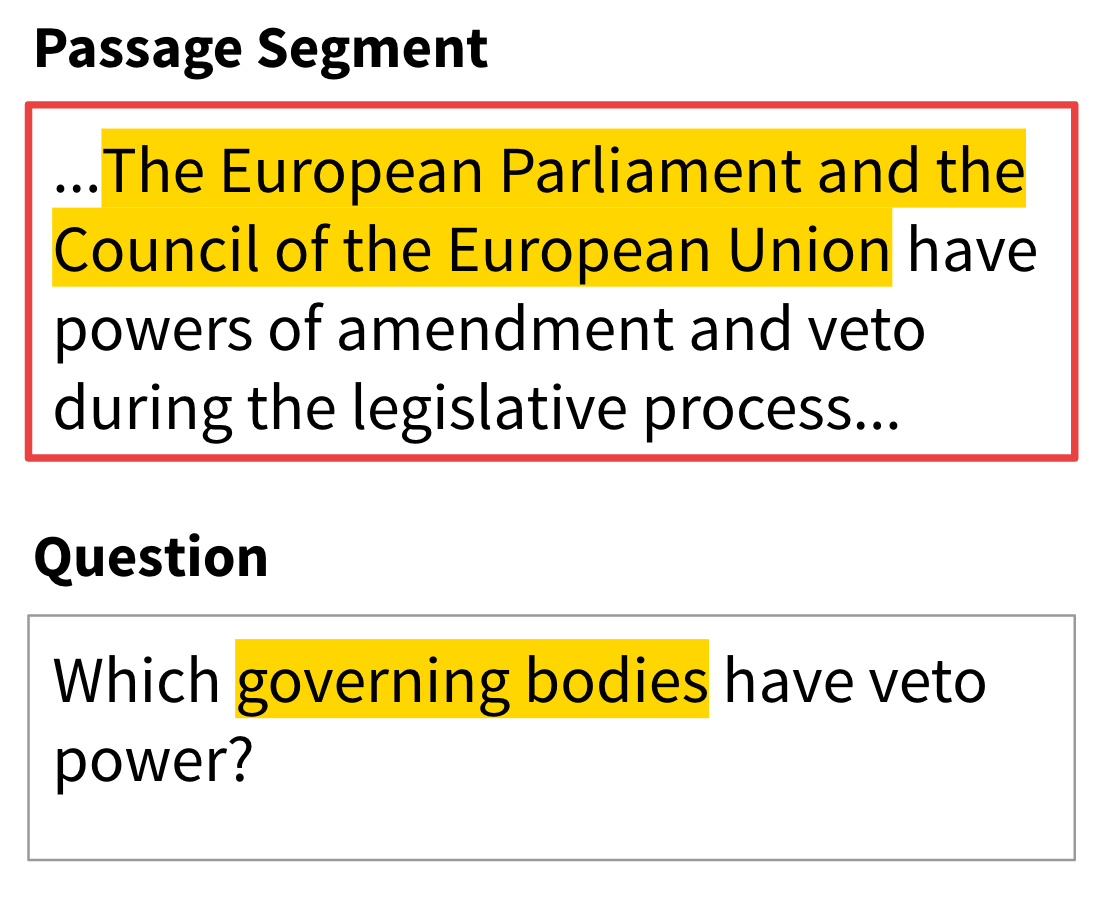 Passage Segment
...The European Parliament and the
Council of the European Union have
powers of amendment and veto
during the legislative process...
Question
Which governing bodies have veto
power?